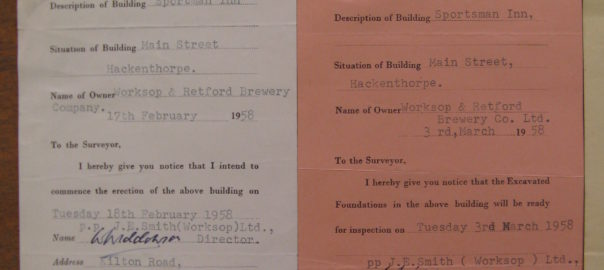 Description of Building Sportsman Inn
Situation of Building Main Street
Hackenthorpe.
Name of Owner Worksop & Retford Brewery
Company.
17th February 1958
To the Surveyor,
I hereby give you notice that I intend to
commence the erection of the above building on
Tuesday 18th February 1958
p.p. J.E.Smith(Worksop)Ltd.,
Name Director.
Address Kilton Road,
Description of Building Sportsman Inn,
Situation of Building Main Street,
Hackenthorpe.
Name of Owner Worksop & Retford
Brewery Co. Ltd.
3 rd,March 1958
To the Surveyor,
I hereby give you notice that the Excavated
Foundations in the above building will be ready
for inspection on Tuesday 3rd March 1958
pp J.E.Smith ( Worksop ) Ltd.,